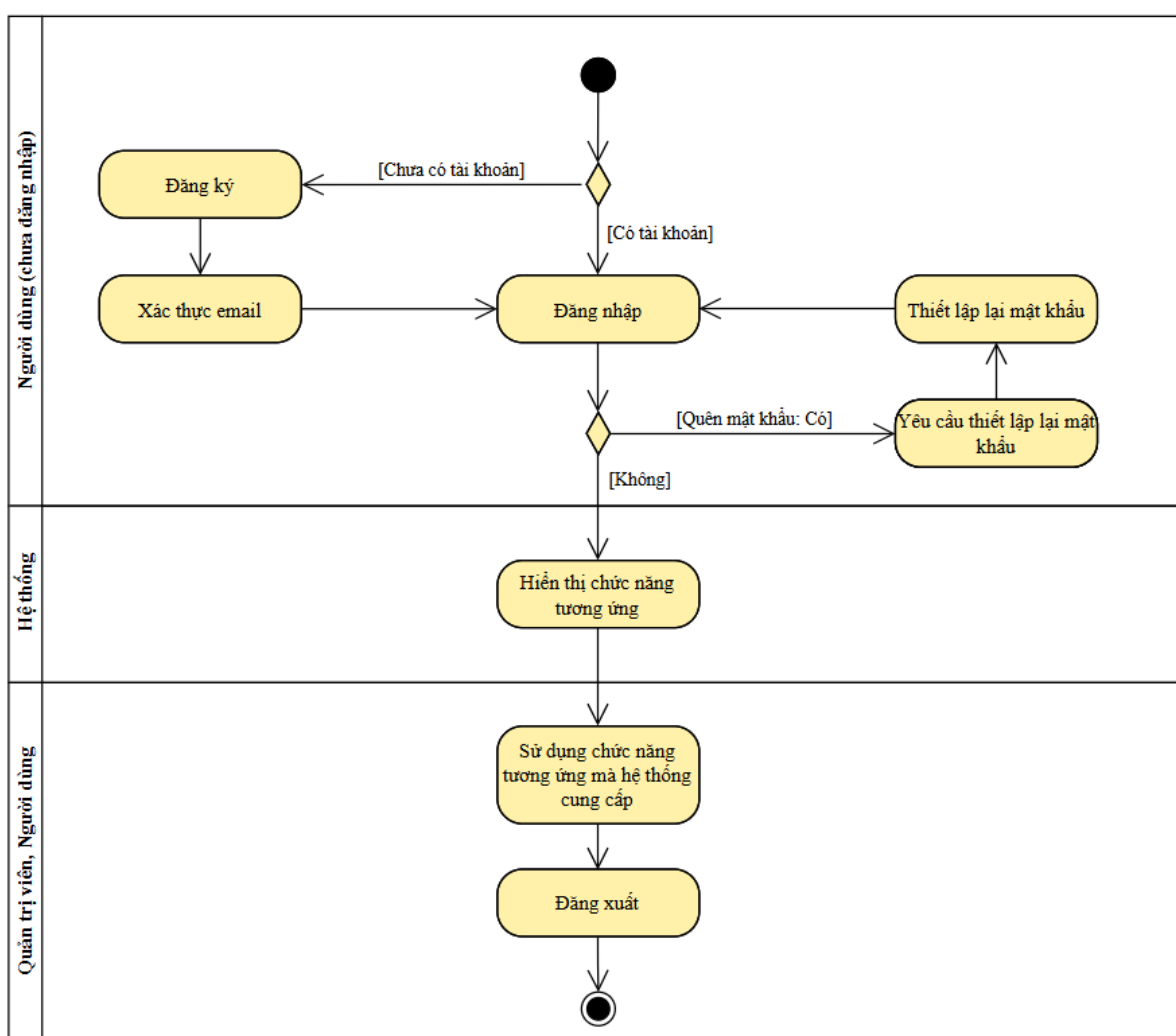 Người dùng (chưa đăng nhập)
[Chưa có tài khoản]
Đăng ký
[Có tài khoản]
Xác thực email
Đăng nhập
Thiết lập lại mật khẩu
[Quên mật khẩu: Có]
Yêu cầu thiết lập lại mật
khẩu
[Không]
Hệ thống
Hiển thị chức năng
tương ứng
Quản trị viên, Người dùng
Sử dụng chức năng
tương ứng mà hệ thống
cung cấp
Đăng xuất